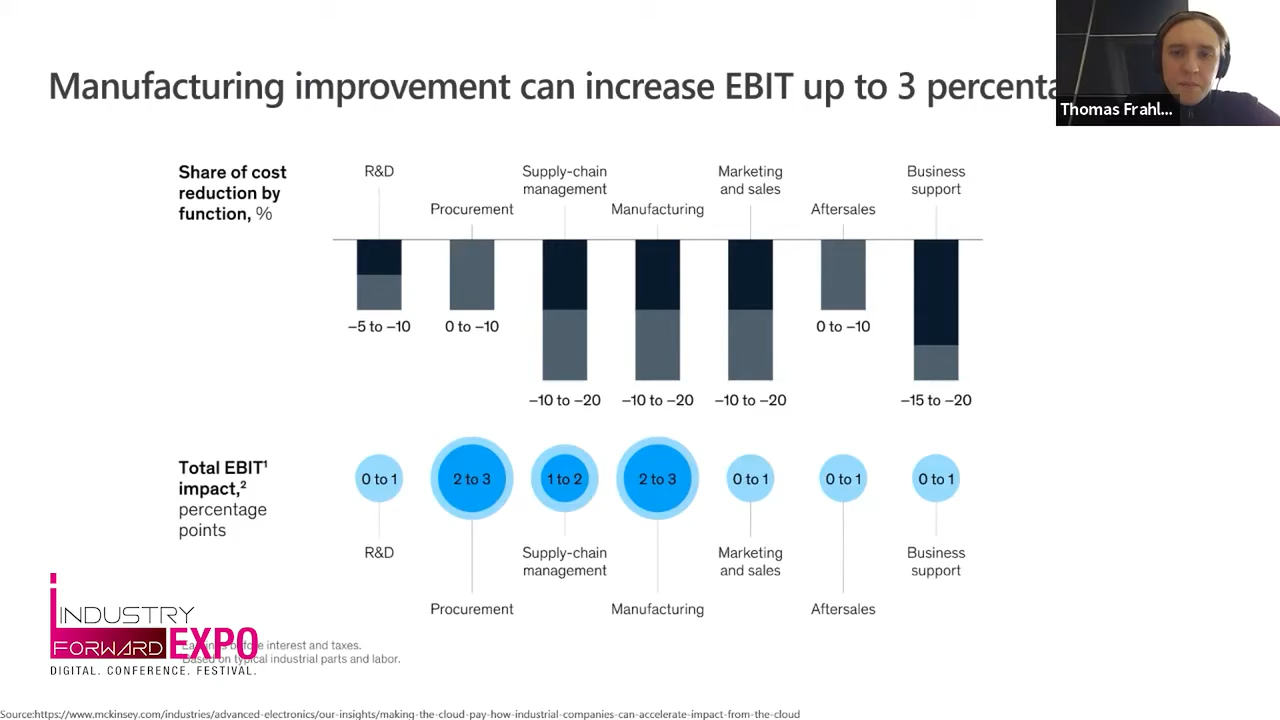 Manufacturing improvement can increase EBIT up to 3
Thomas Frahl...
Share of cost
reduction by
function, %
R&D
Procurement
Supply-chain
management
Manufacturing
Marketing
and sales
Aftersales
Business
support
–5 to –10
0 to –10
–10 to –20
–10 to –20
–10 to –20
0 to –10
–15 to –20
Total EBIT¹
impact,²
percentage
points
0 to 1
2 to 3
1 to 2
2 to 3
0 to 1
0 to 1
0 to 1
R&D
Procurement
Supply-chain
management
Manufacturing
Marketing
and sales
Aftersales
Business
support
INDUSTRY
FORWARD EXPO
DIGITAL. CONFERENCE. FESTIVAL.
before interest and taxes.
Based on typical industrial parts and labor.
Source:https://www.mckinsey.com/industries/advanced-electronics/our-insights/making-the-cloud-pay-how-industrial-companies-can-accelerate-impact-from-the-cloud